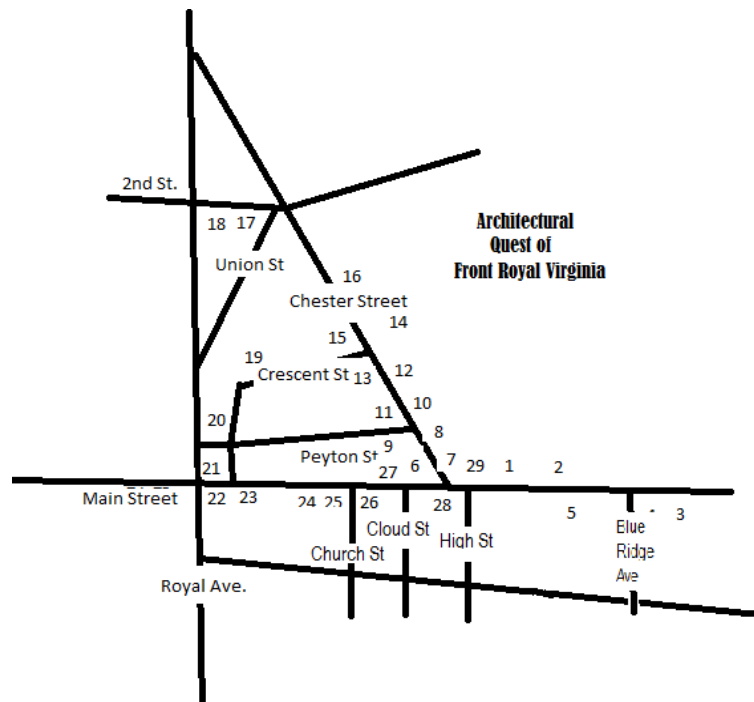 2nd St.
18 17
Architectural
Quest of
Front Royal Virginia
Union St
16
Chester Street
14
15
19
Crescent St
13
12
11
10
20
8
9
Peyton St
21
27
6
7
29
1
2
Main Street
22
23
24
25
26
28
5
3
Cloud St
Church St
High St
Elue
Ridge
Ave
Royal Ave.